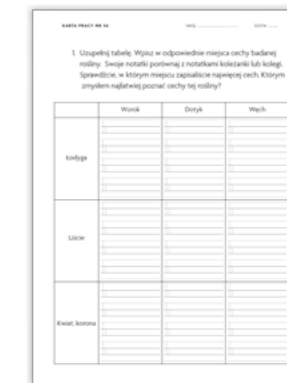 KARTA PRACY NR 3A
1. Uzupełnij tabelę. Wpisz w odpowiednie miejsca cechy badanej
rośliny. Swoje notatki porównaj z notatkami koleżanki lub kolegi.
Sprawdźcie, w którym miejscu zapisaliście najwięcej cech. Którym
zmysłem najłatwiej poznać cechy tej rośliny?
Wzrok Dotyk Węch
Łodyga
Liście
Kwiat, korona